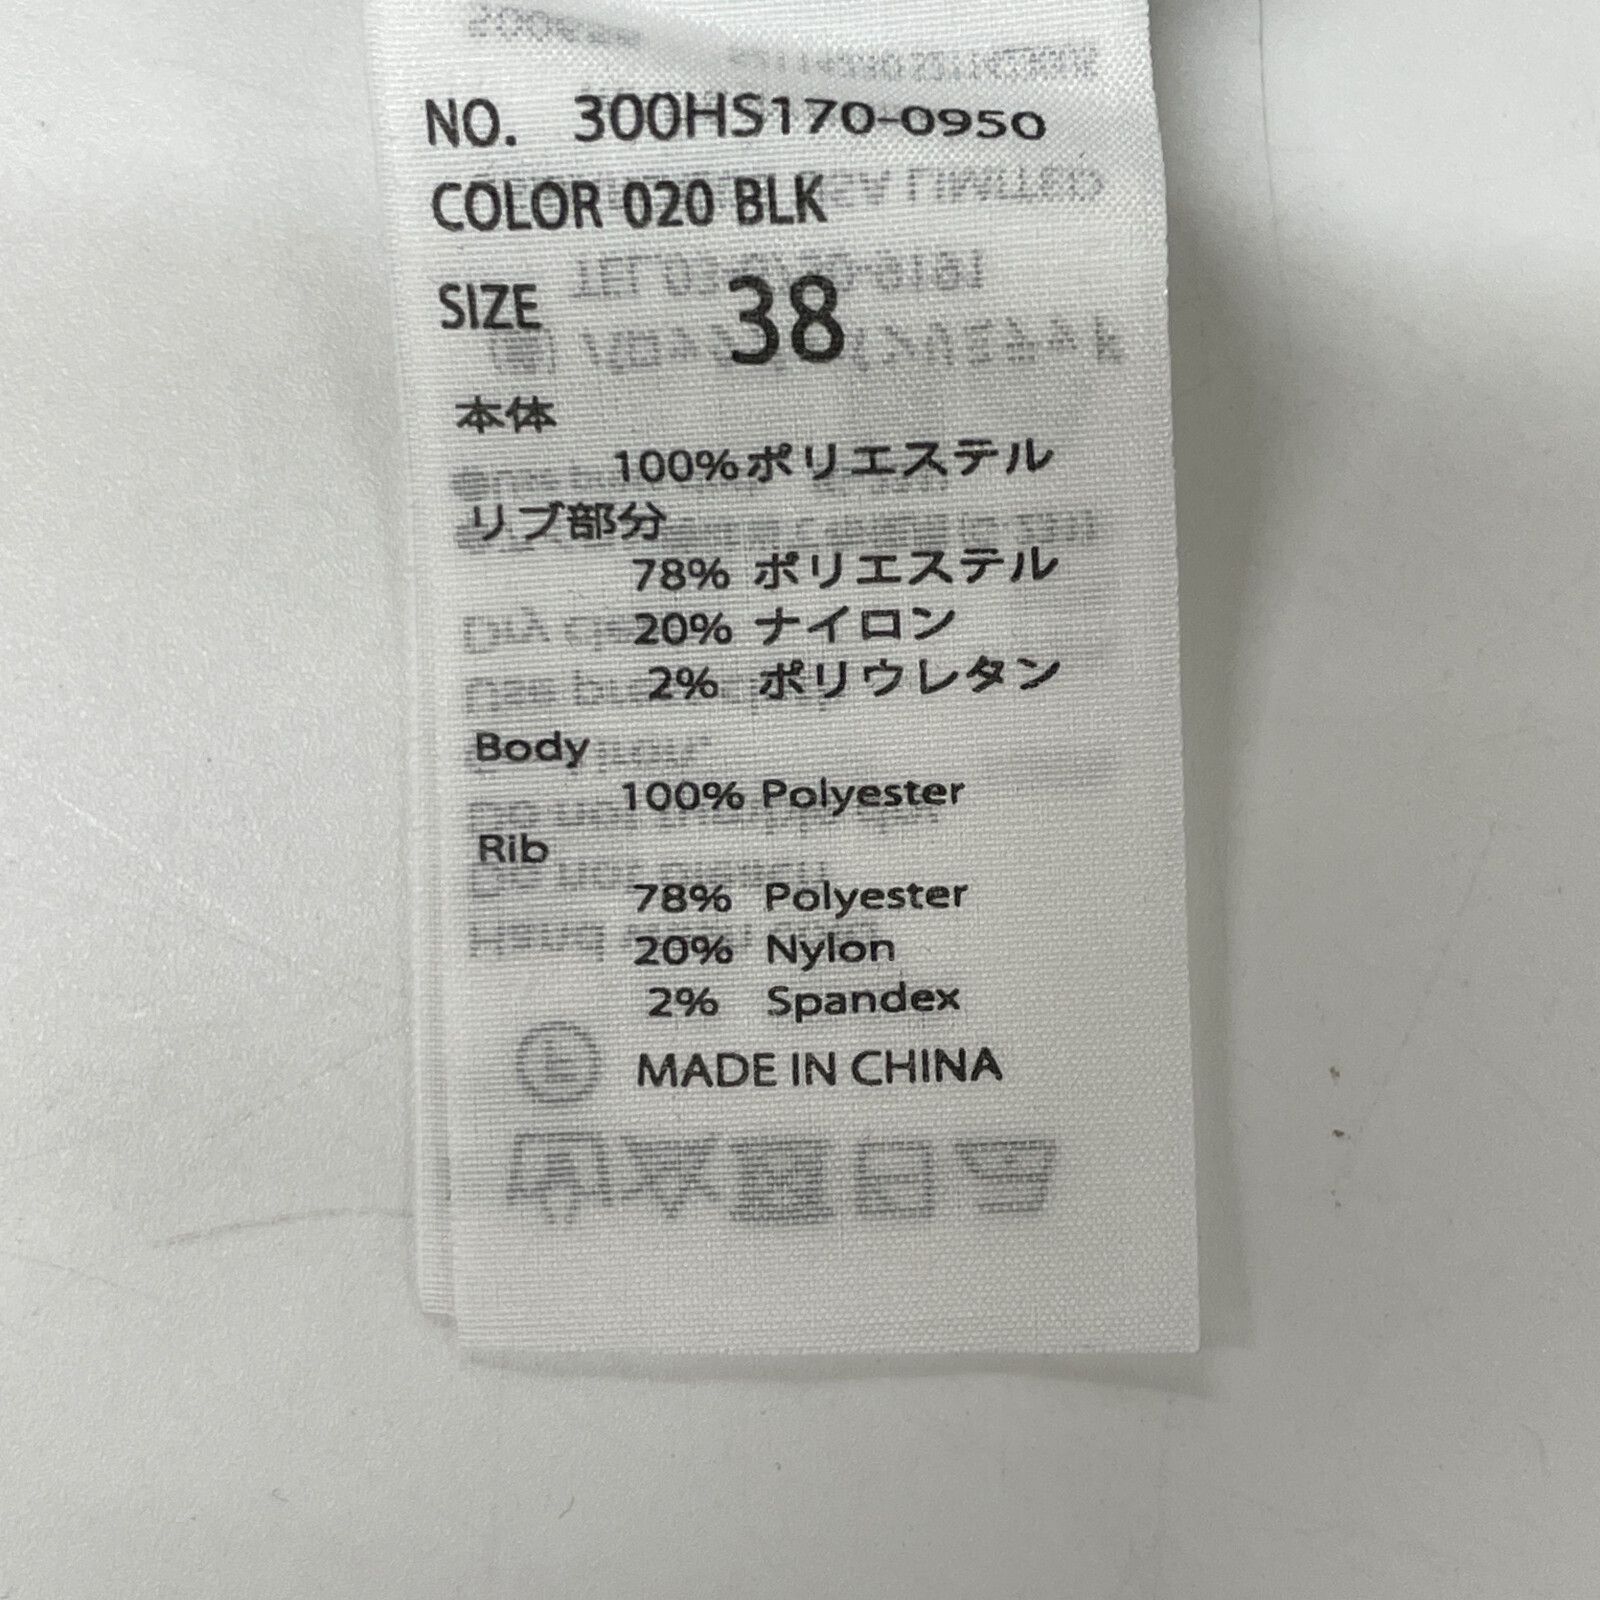 NO. 300HS170-0950
COLOR 020 BLK
SIZE 38
本体
100%ポリエステル
リブ部分
78% ポリエステル
20% ナイロン
2% ポリウレタン
Body
100% Polyester
Rib
78% Polyester
20% Nylon
2% Spandex
MADE IN CHINA